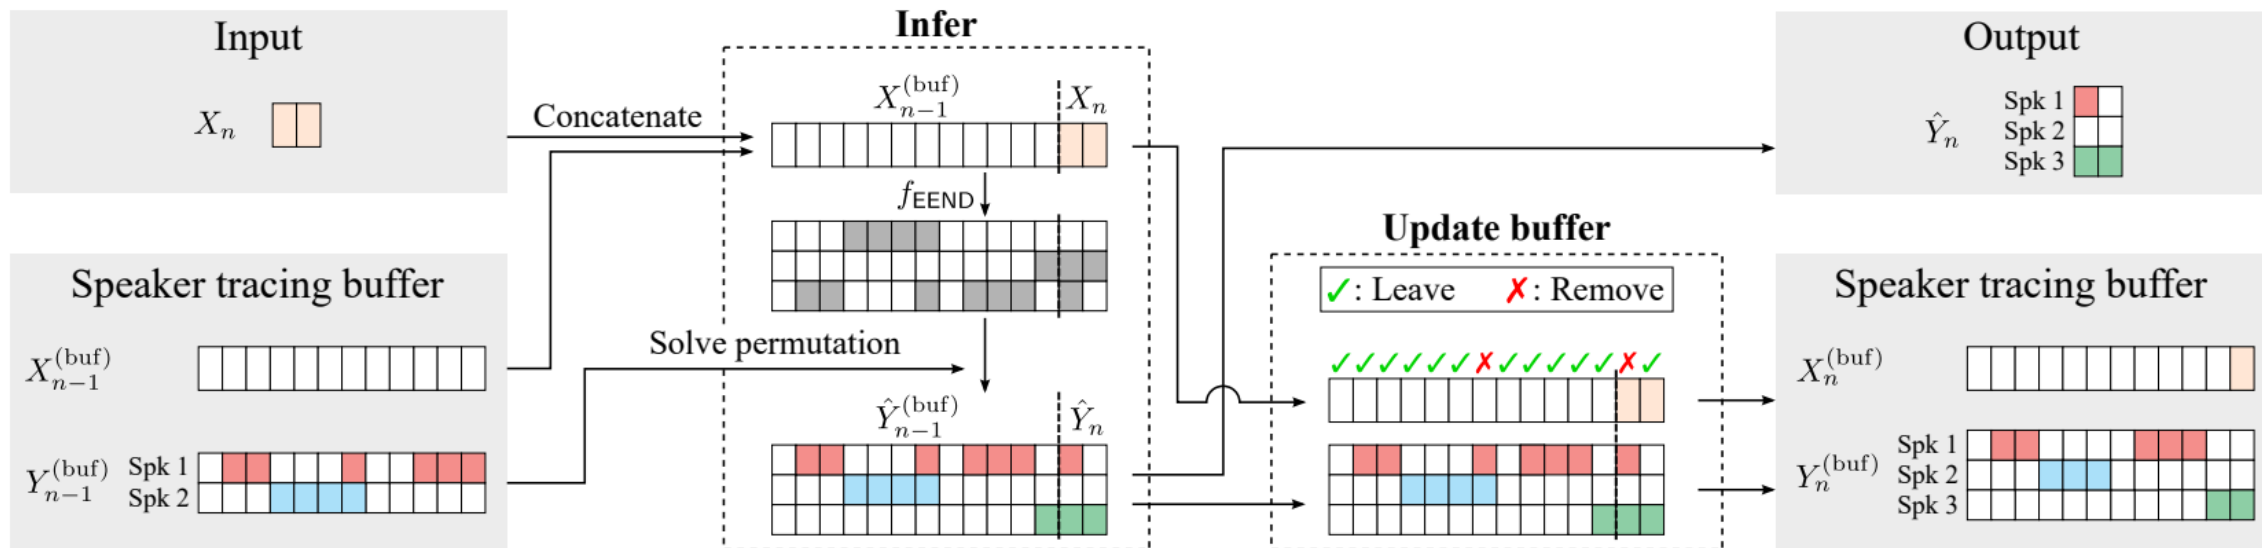 Input
X_n
Speaker tracing buffer
X_{n-1}^{(buf)}
Y_{n-1}^{(buf)}
Spk 1
Spk 2
Concatenate
Solve permutation
Infer
X_{n-1}^{(buf)} X_n
f_{EEND}
Ŷ_{n-1}^{(buf)} Ŷ_n
Update buffer
✓: Leave ✗: Remove
✓✓✓✓✓✓✗✓✓✓✓✓✗✓
Output
Ŷ_n
Spk 1
Spk 2
Spk 3
Speaker tracing buffer
X_n^{(buf)}
Y_n^{(buf)}
Spk 1
Spk 2
Spk 3